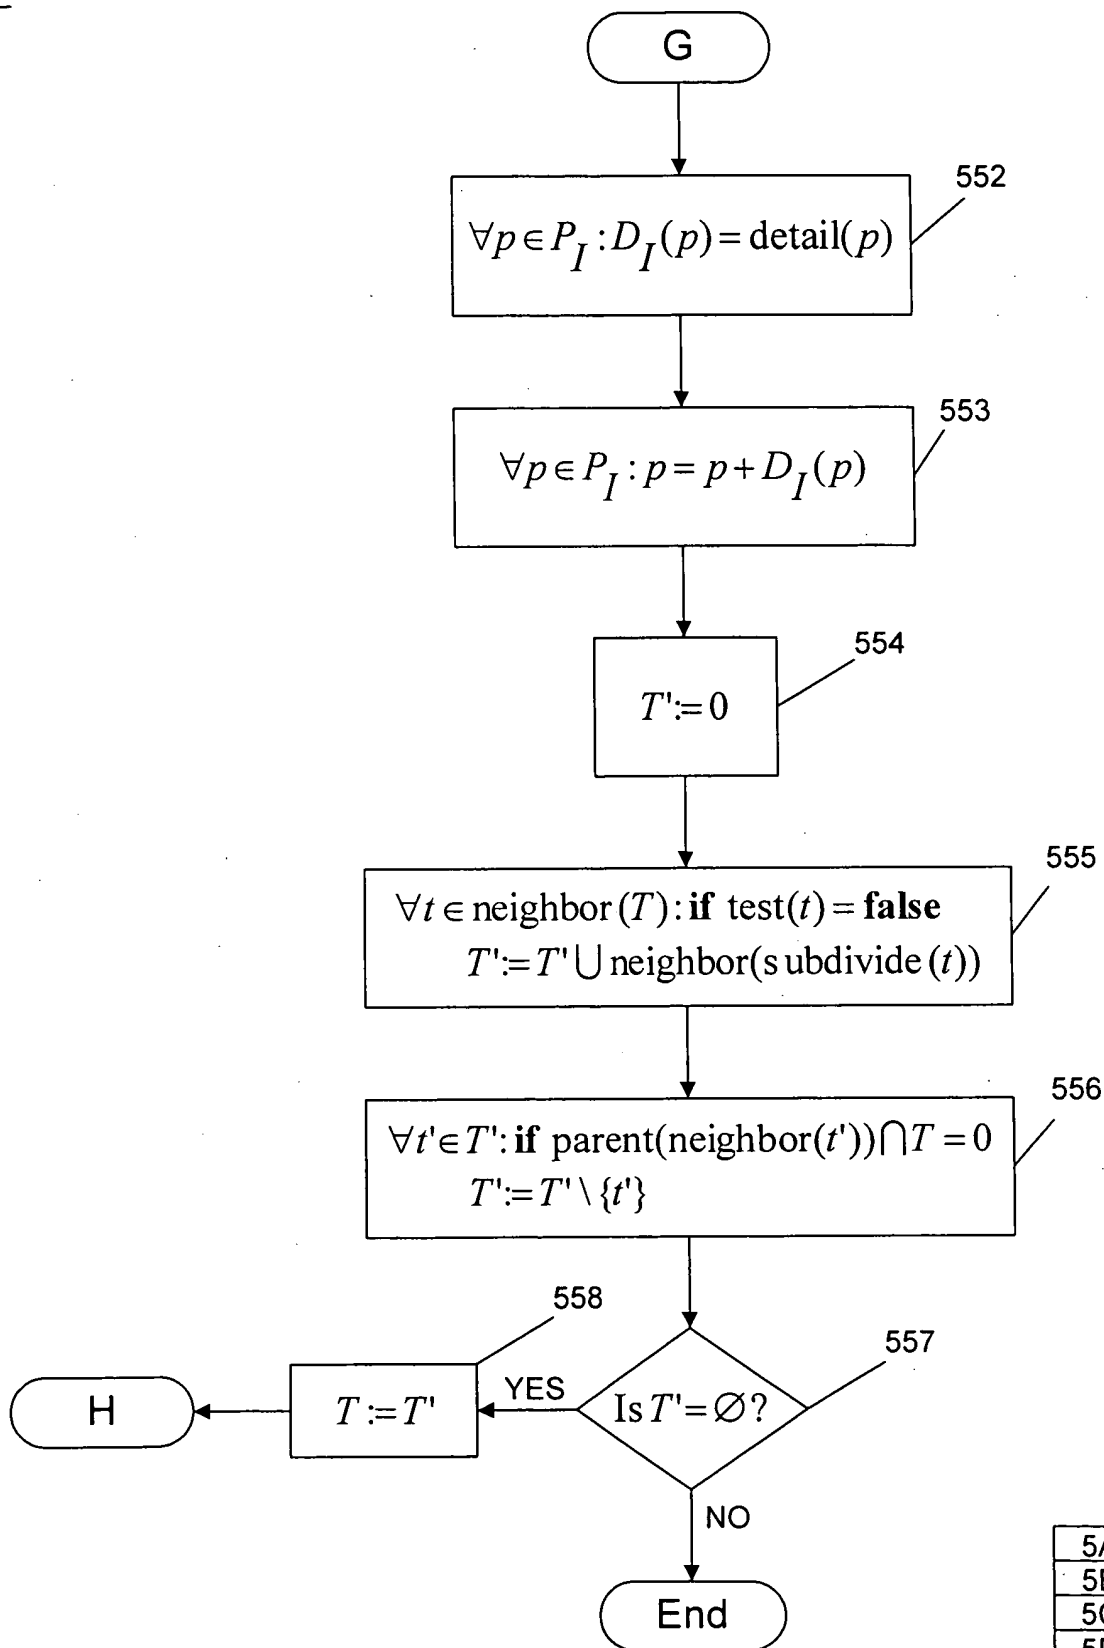 G
552
∀p ∈ P_I : D_I(p) = detail(p)
553
∀p ∈ P_I : p = p + D_I(p)
554
T' := 0
555
∀t ∈ neighbor(T) : if test(t) = false
T' := T' ⋃ neighbor(s ubdivide(t))
556
∀t' ∈ T' : if parent(neighbor(t')) ⋂ T = 0
T' := T' \ {t'}
558
557
H
T := T'
YES
Is T' = ∅?
NO
End